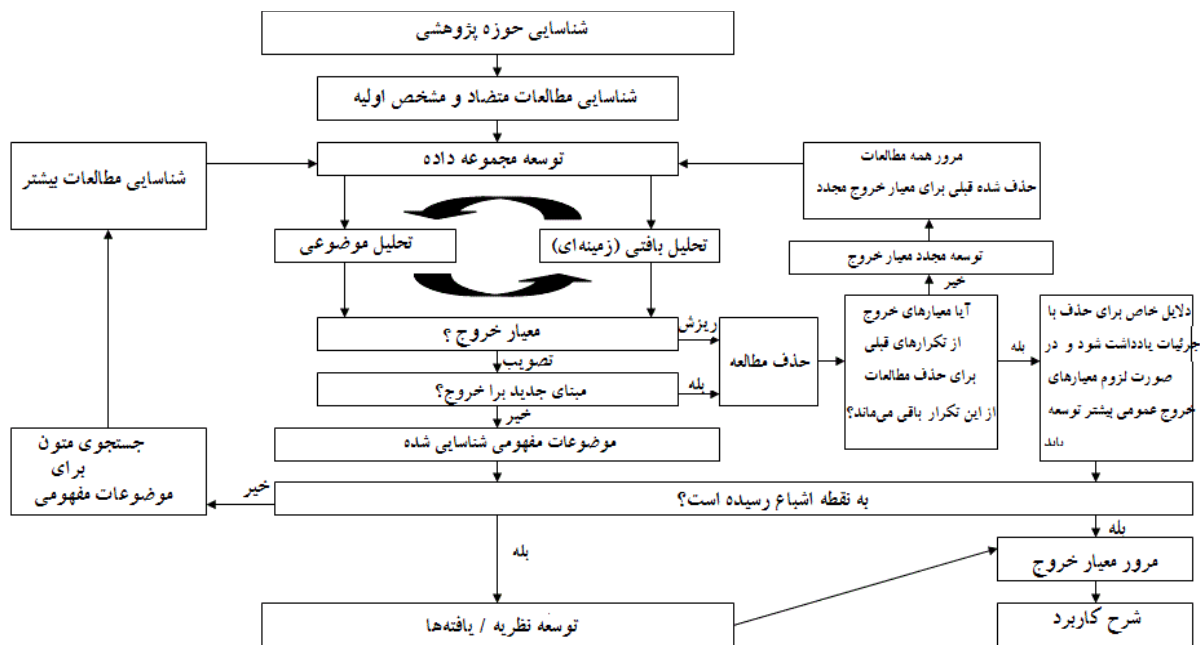 شناسایی حوزه پژوهشی
شناسایی مطالعات متضاد و مشخص اولیه
توسعه مجموعه داده
شناسایی مطالعات بیشتر
مرور همه مطالعات
حذف شده قبلی برای معیار خروج مجدد
تحلیل موضوعی
تحلیل بافتی (زمینه‌ای)
توسعه مجدد معیار خروج
خیر
معیار خروج ؟
ریزش
تصویب
مبنای جدید برا خروج؟
بله
خیر
حذف مطالعه
آیا معیارهای خروج
از تکرارهای قبلی
برای حذف مطالعات
از این تکرار باقی می‌ماند؟
بله
دلایل خاص برای حذف با
جزئیات یادداشت شود و در
صورت لزوم معیارهای
خروج عمومی بیشتر توسعه
یابد
موضوعات مفهومی شناسایی شده
جستجوی متون
برای
موضوعات مفهومی
خیر
به نقطه اشباع رسیده است؟
بله
بله
مرور معیار خروج
توسعه نظریه / یافته‌ها
شرح کاربرد